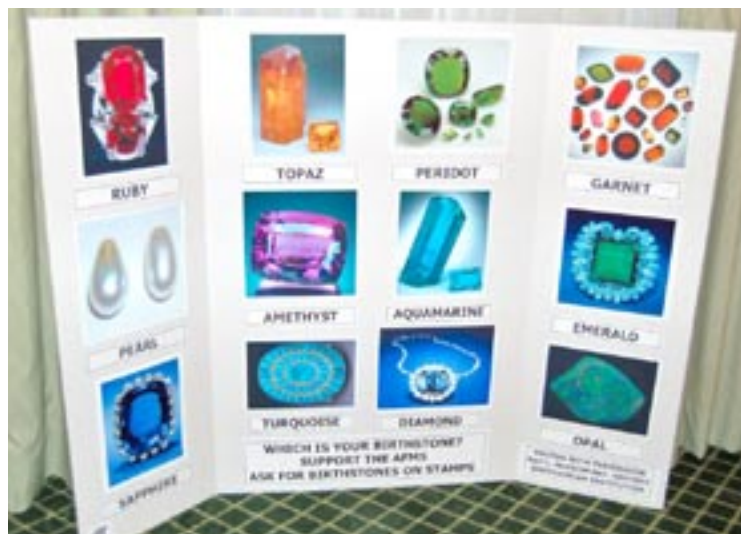 RUBY
PEARL
SAPPHIRE
TOPAZ
PERIDOT
AMETHYST
AQUAMARINE
TURQUOISE
DIAMOND
WHICH IS YOUR BIRTHSTONE?
SUPPORT THE APMS
ASK FOR BIRTHSTONES ON STAMPS
GARNET
EMERALD
OPAL